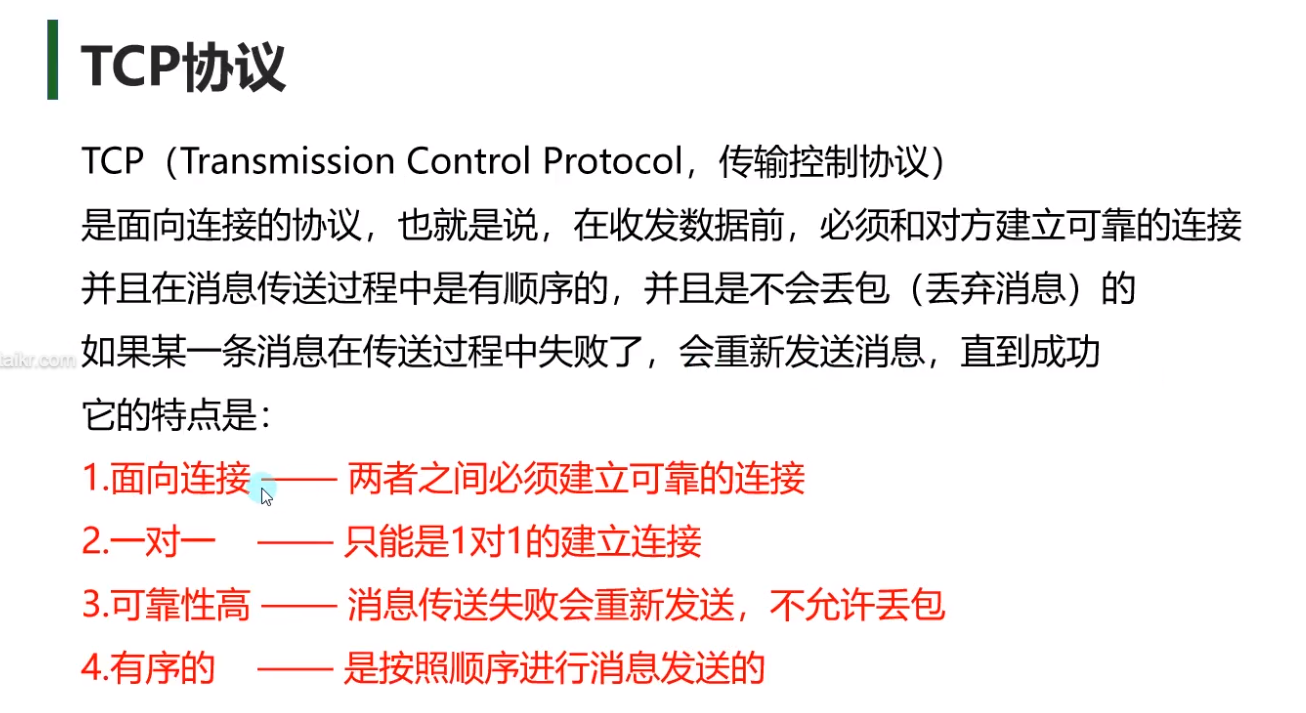 TCP协议
TCP（Transmission Control Protocol，传输控制协议）
是面向连接的协议，也就是说，在收发数据前，必须和对方建立可靠的连接
并且在消息传送过程中是有顺序的，并且是不会丢包（丢弃消息）的
taikr.com
如果某一条消息在传送过程中失败了，会重新发送消息，直到成功
它的特点是：
1.面向连接 —— 两者之间必须建立可靠的连接
2.一对一 —— 只能是1对1的建立连接
3.可靠性高 —— 消息传送失败会重新发送，不允许丢包
4.有序的 —— 是按照顺序进行消息发送的